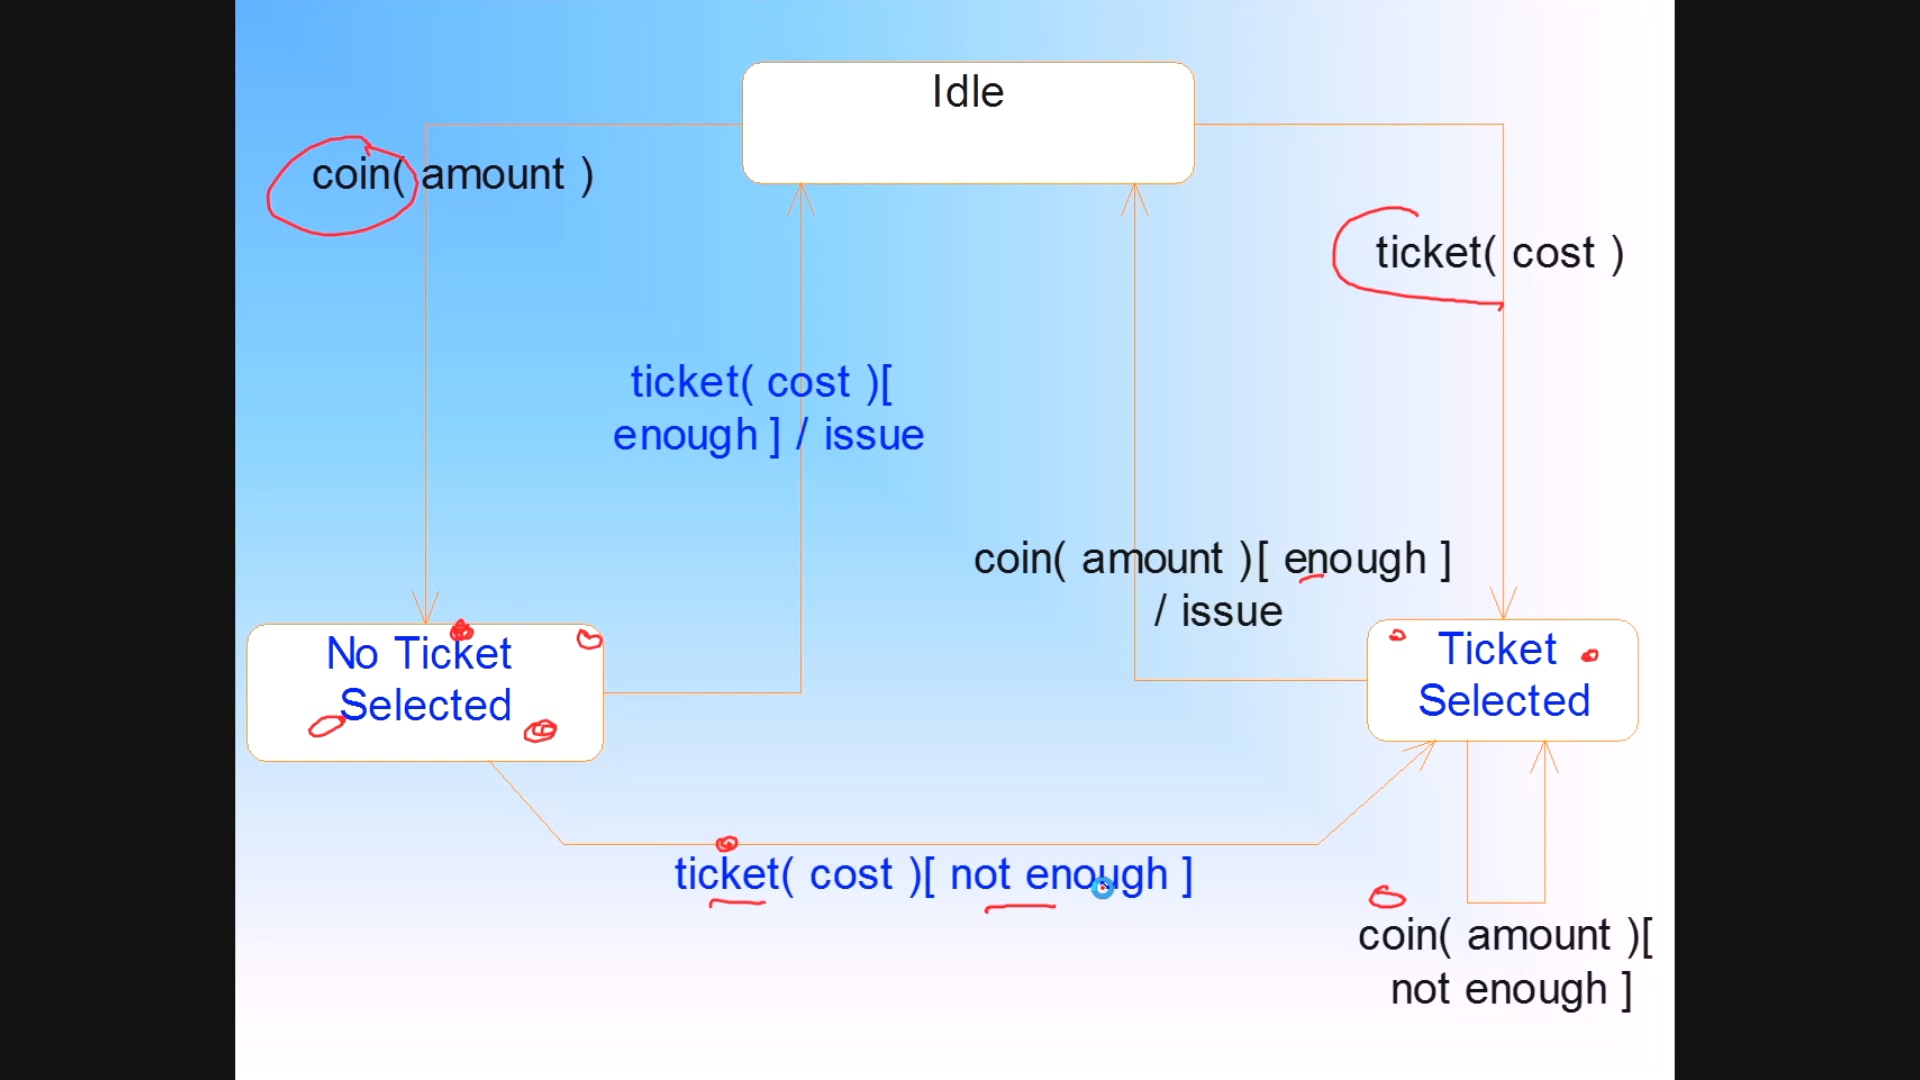 Idle
coin( amount )
ticket( cost )
ticket( cost )[
enough ] / issue
coin( amount )[ enough ]
/ issue
No Ticket
Selected
Ticket
Selected
ticket( cost )[ not enough ]
coin( amount )[
not enough ]